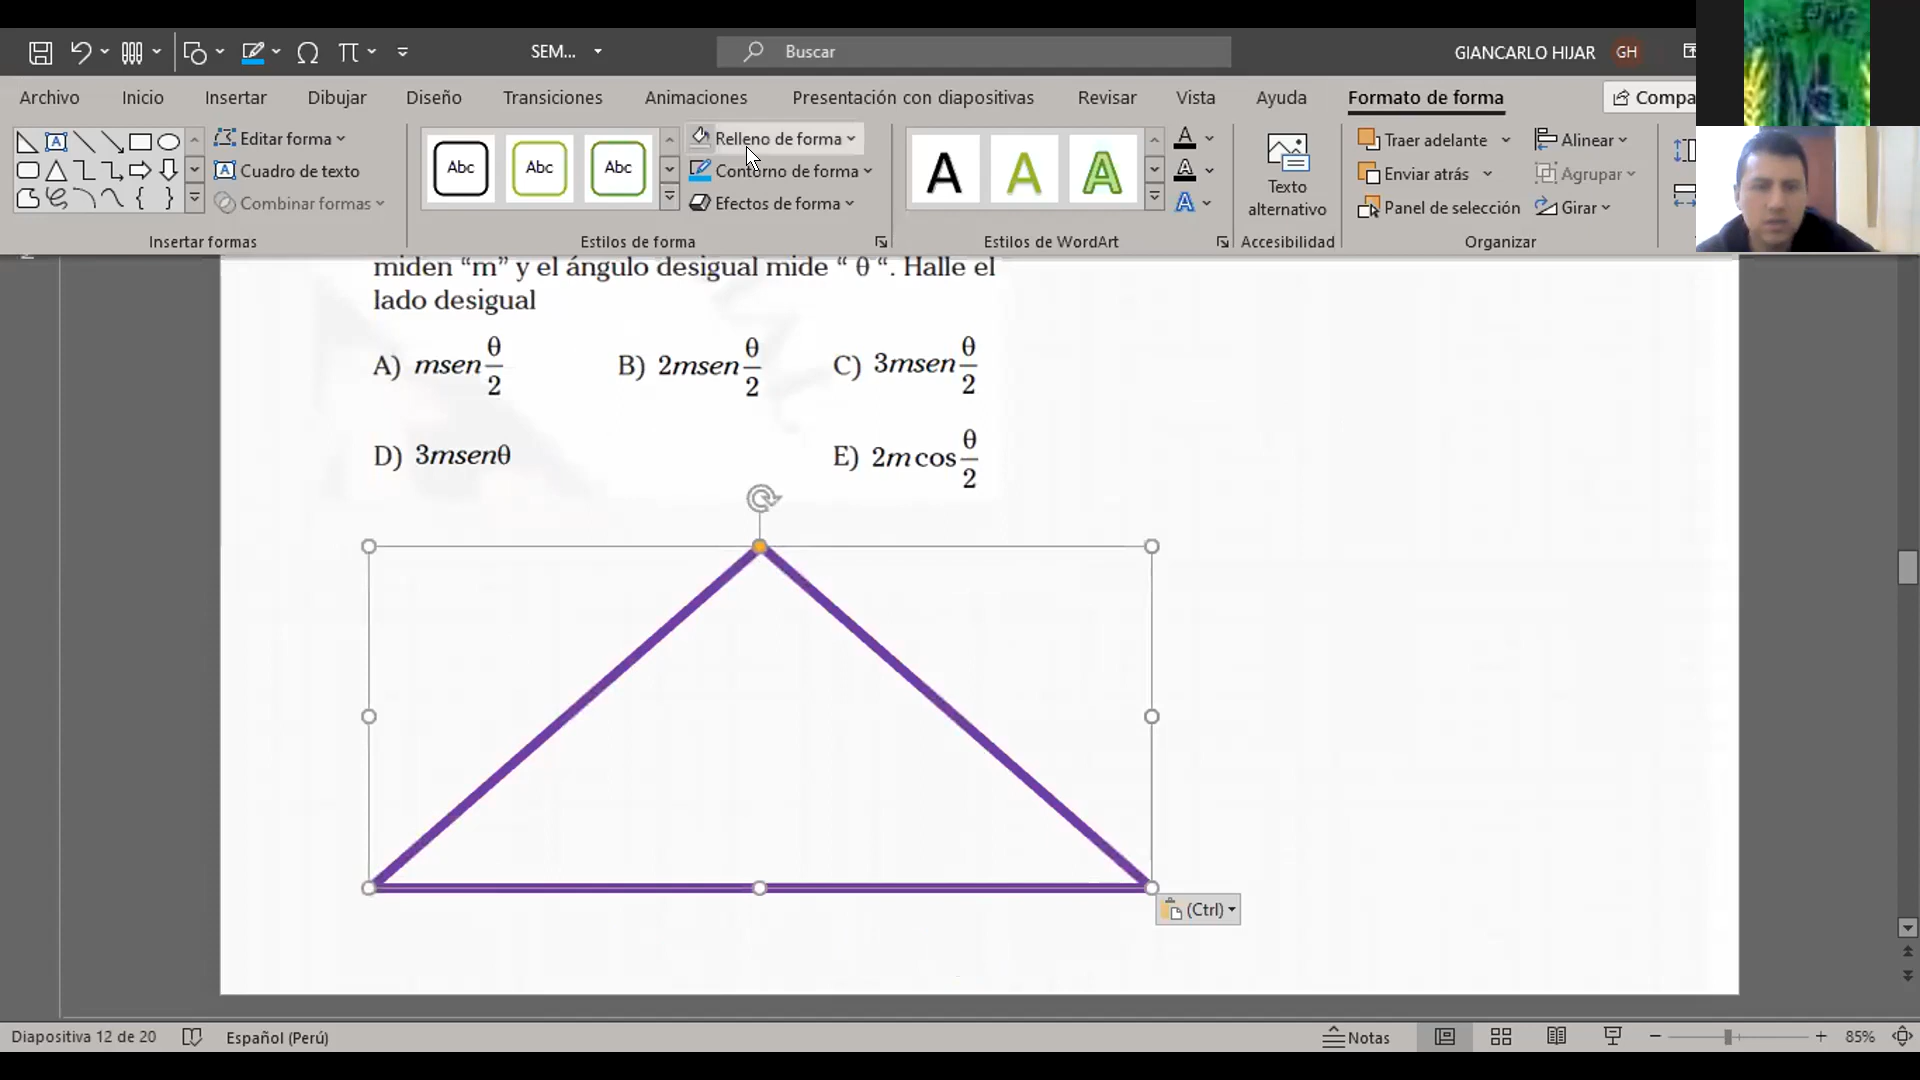 SEM...
Buscar
GIANCARLO HIJAR
GH
Archivo
Inicio
Insertar
Dibujar
Diseño
Transiciones
Animaciones
Presentación con diapositivas
Revisar
Vista
Ayuda
Formato de forma
Compa
Editar forma
Cuadro de texto
Combinar formas
Insertar formas
Abc
Abc
Abc
Relleno de forma
Contorno de forma
Efectos de forma
Estilos de forma
A
A
A
A
A
A
Estilos de WordArt
Texto
alternativo
Accesibilidad
Traer adelante
Enviar atrás
Panel de selección
Alinear
Agrupar
Girar
Organizar
miden “m” y el ángulo desigual mide “ θ “. Halle el
lado desigual
A) msen θ/2 B) 2msen θ/2 C) 3msen θ/2
D) 3msenθ E) 2m cos θ/2
(Ctrl)
Diapositiva 12 de 20
Español (Perú)
Notas
85%